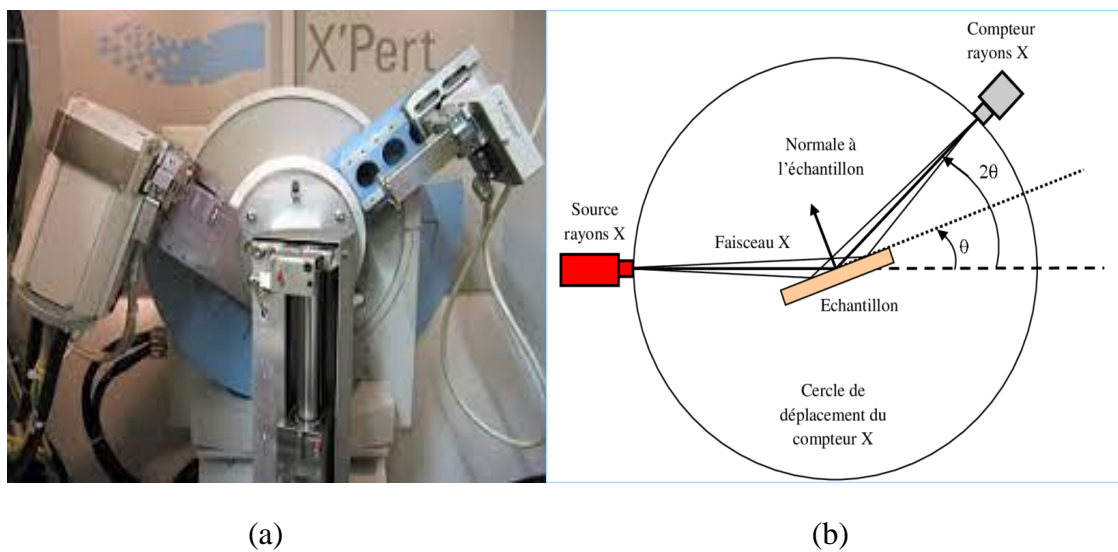 X'Pert
Compteur
rayons X
Normale à
l'échantillon
2θ
Source
rayons X
Faisceau X
θ
Echantillon
Cercle de
déplacement du
compteur X
(a)
(b)